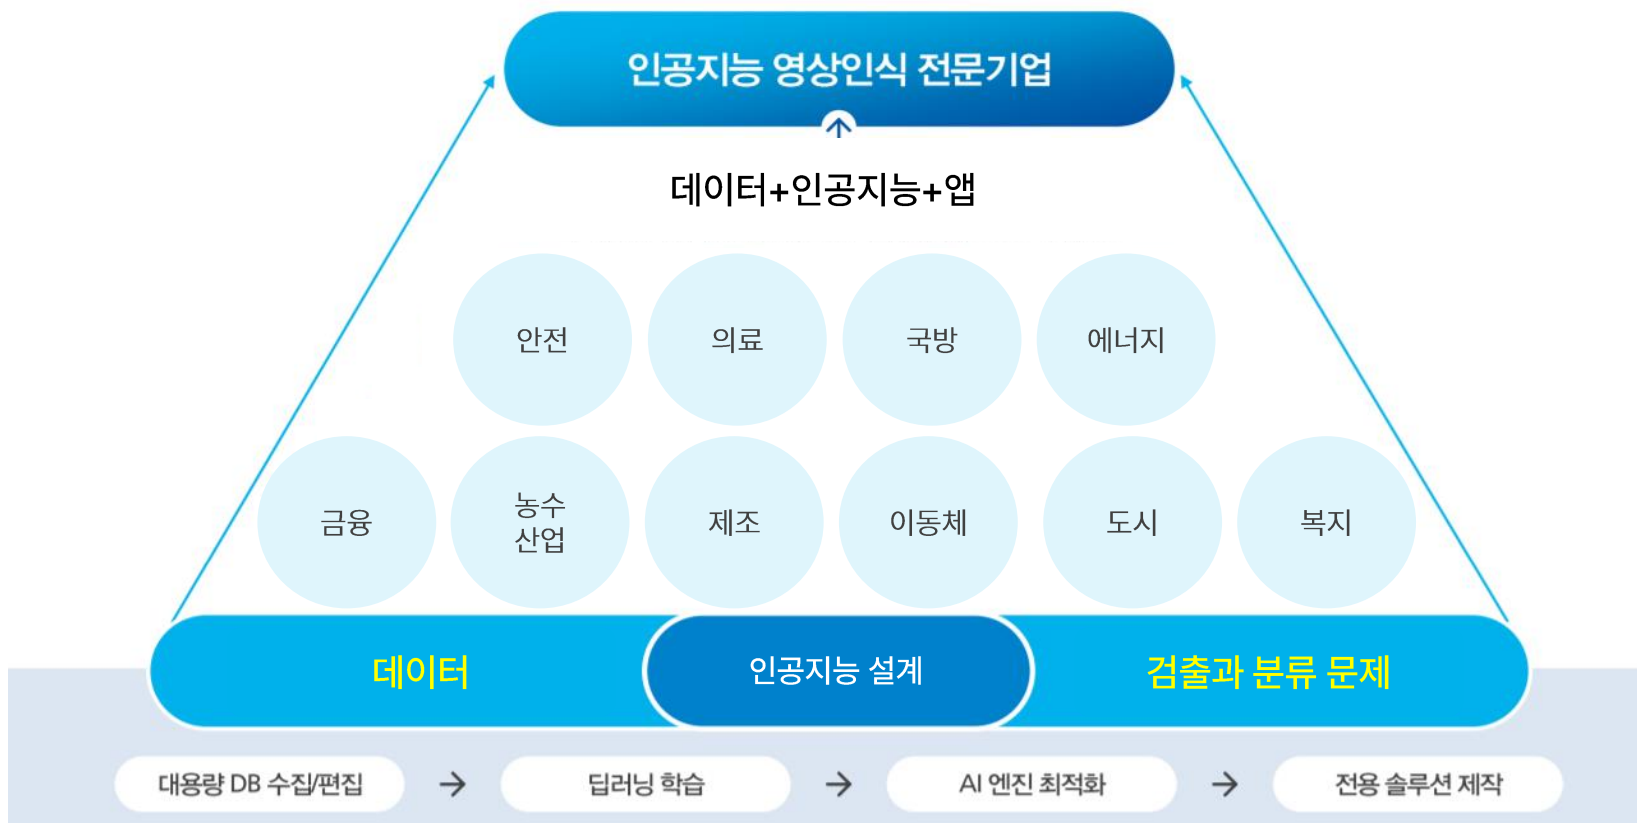 인공지능 영상인식 전문기업
데이터+인공지능+앱
안전
의료
국방
에너지
금융
농수
산업
제조
이동체
도시
복지
데이터
인공지능 설계
검출과 분류 문제
대용량 DB 수집/편집
→
딥러닝 학습
→
AI 엔진 최적화
→
전용 솔루션 제작